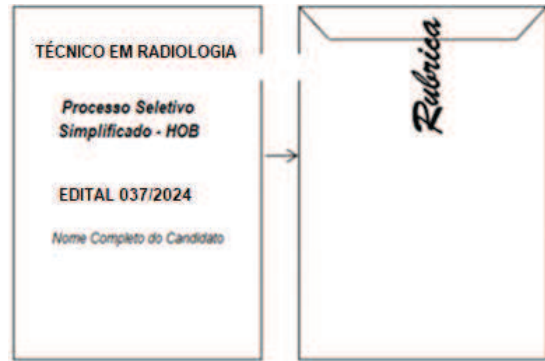 TÉCNICO EM RADIOLOGIA
Processo Seletivo
Simplificado - HOB
EDITAL 037/2024
Nome Completo do Candidato
Rubrica